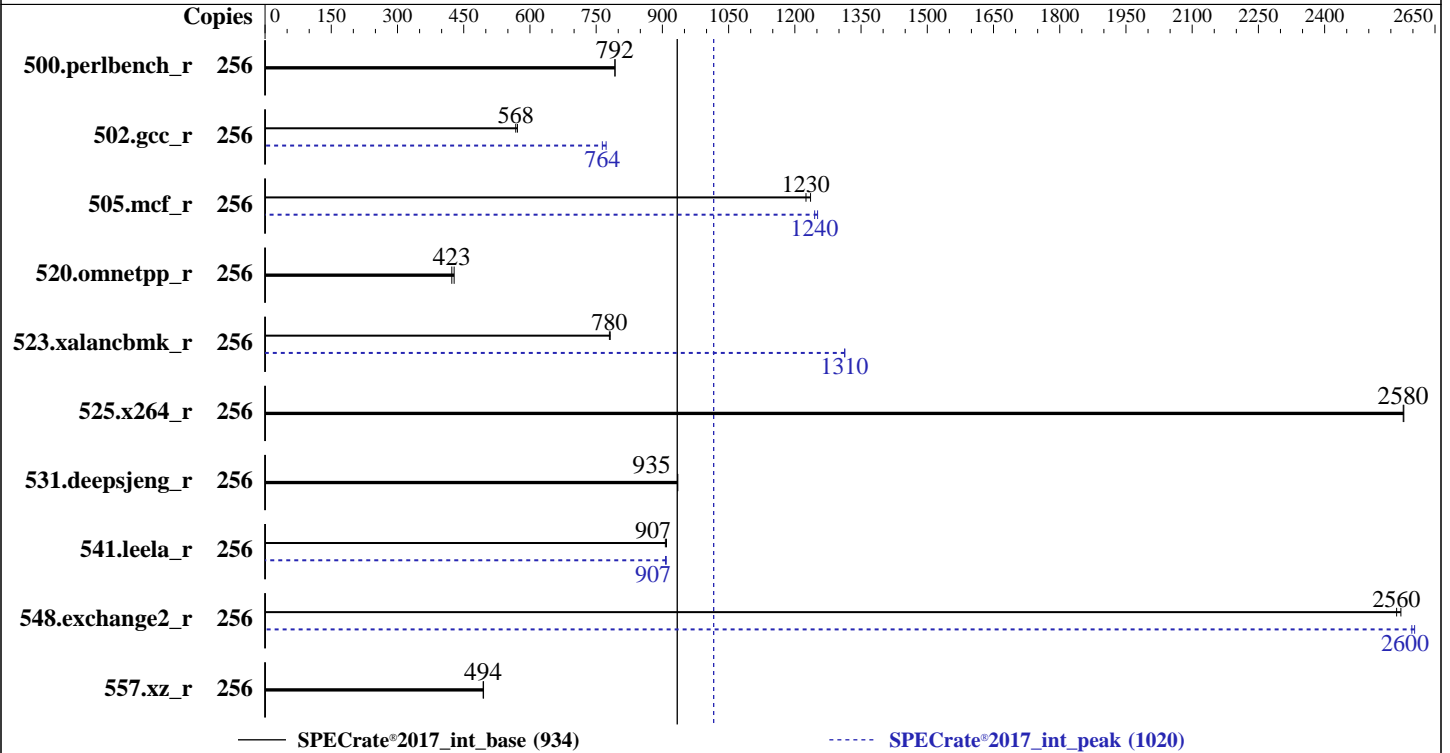 Copies 0 150 300 450 600 750 900 1050 1200 1350 1500 1650 1800 1950 2100 2250 2400 2650
792
500.perlbench_r 256
568
502.gcc_r 256
764
1230
505.mcf_r 256
1240
423
520.omnetpp_r 256
780
523.xalancbmk_r 256
1310
2580
525.x264_r 256
935
531.deepsjeng_r 256
907
541.leela_r 256
907
2560
548.exchange2_r 256
2600
494
557.xz_r 256
SPECrate®2017_int_base (934) SPECrate®2017_int_peak (1020)